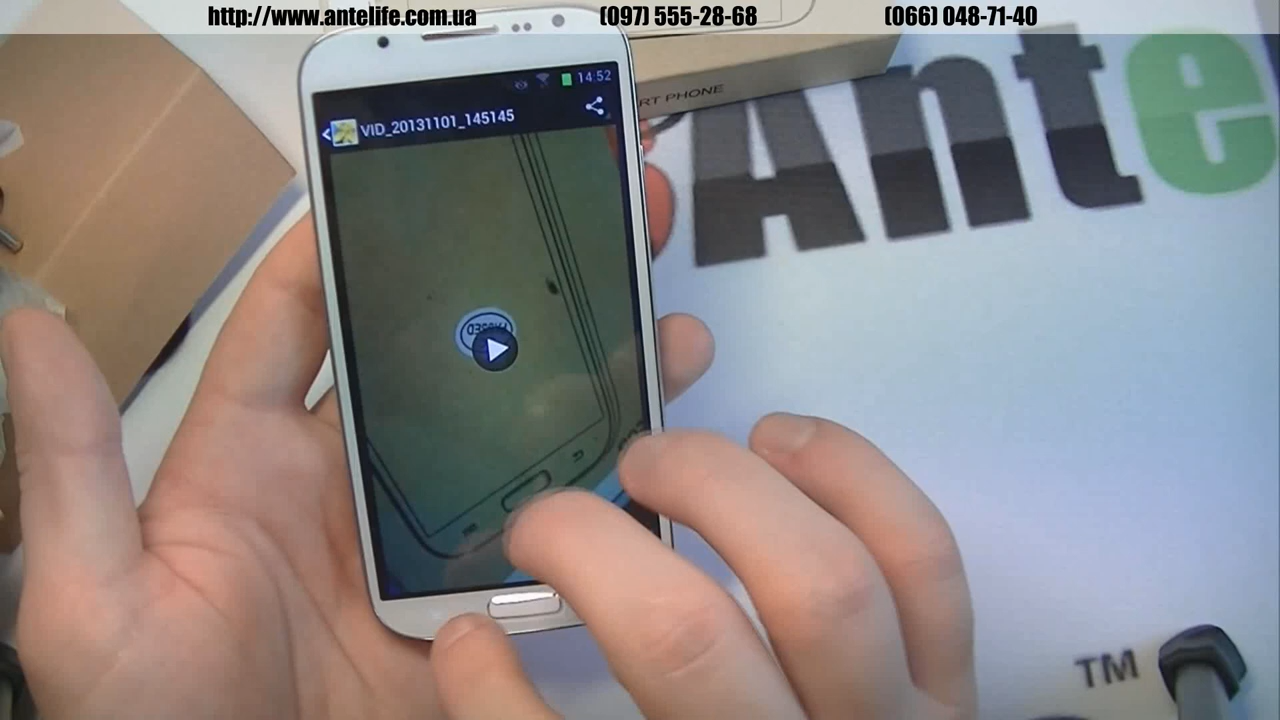 http://www.antelife.com.ua (097) 555-28-68 (066) 048-71-40
14:52
VID_20131101_145145
RT PHONE
Ante
TM